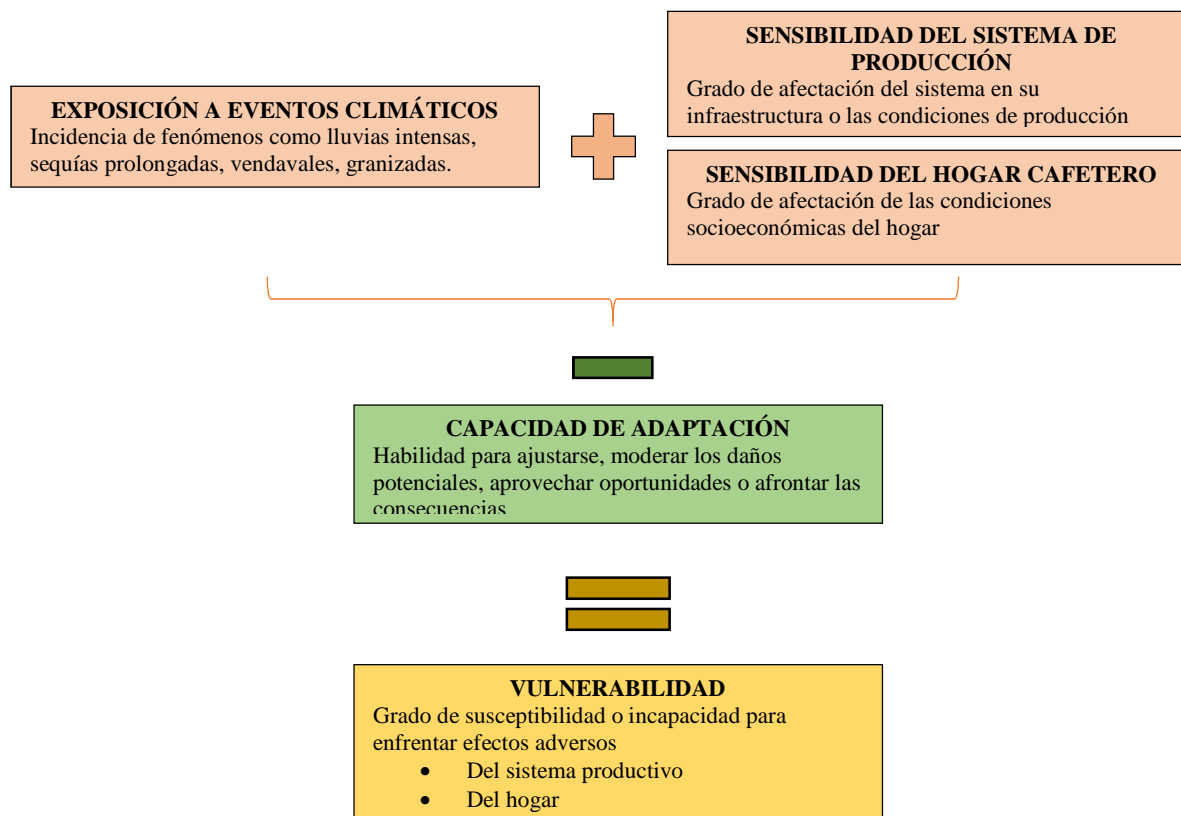 EXPOSICIÓN A EVENTOS CLIMÁTICOS
Incidencia de fenómenos como lluvias intensas,
sequías prolongadas, vendavales, granizadas.
SENSIBILIDAD DEL SISTEMA DE
PRODUCCIÓN
Grado de afectación del sistema en su
infraestructura o las condiciones de producción
SENSIBILIDAD DEL HOGAR CAFETERO
Grado de afectación de las condiciones
socioeconómicas del hogar
CAPACIDAD DE ADAPTACIÓN
Habilidad para ajustarse, moderar los daños
potenciales, aprovechar oportunidades o afrontar las
consecuencias
VULNERABILIDAD
Grado de susceptibilidad o incapacidad para
enfrentar efectos adversos
• Del sistema productivo
• Del hogar